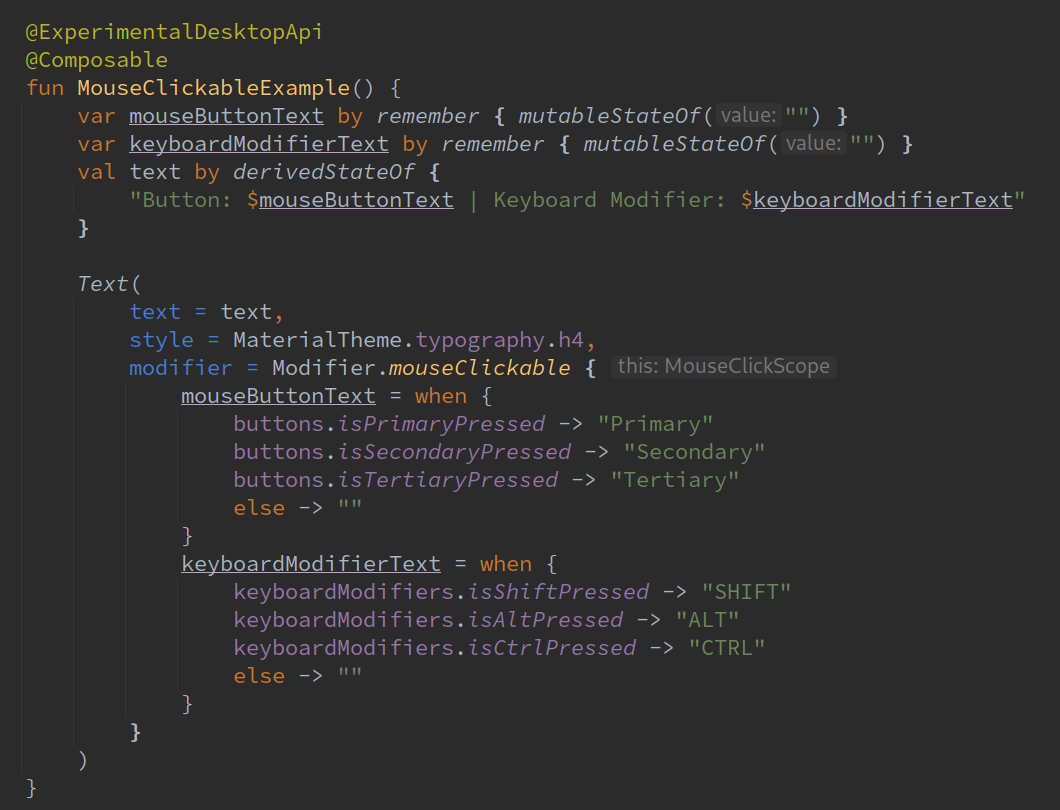 @ExperimentalDesktopApi
@Composable
fun MouseClickableExample() {
    var mouseButtonText by remember { mutableStateOf( value: "") }
    var keyboardModifierText by remember { mutableStateOf( value: "") }
    val text by derivedStateOf {
        "Button: $mouseButtonText | Keyboard Modifier: $keyboardModifierText"
    }

    Text(
        text = text,
        style = MaterialTheme.typography.h4,
        modifier = Modifier.mouseClickable { this: MouseClickScope
            mouseButtonText = when {
                buttons.isPrimaryPressed -> "Primary"
                buttons.isSecondaryPressed -> "Secondary"
                buttons.isTertiaryPressed -> "Tertiary"
                else -> ""
            }
            keyboardModifierText = when {
                keyboardModifiers.isShiftPressed -> "SHIFT"
                keyboardModifiers.isAltPressed -> "ALT"
                keyboardModifiers.isCtrlPressed -> "CTRL"
                else -> ""
            }
        }
    )
}